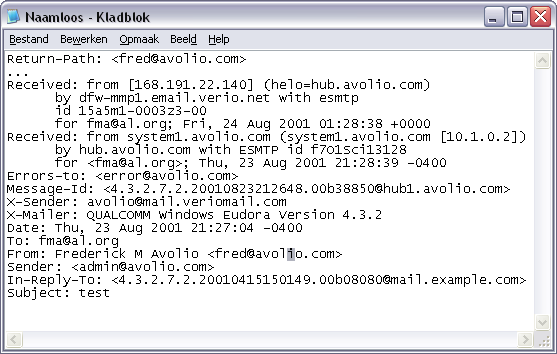 Naamloos - Kladblok
Bestand Bewerken Opmaak Beeld Help
Return-Path: <fred@avolio.com>
...
Received: from [168.191.22.140] (helo=hub.avolio.com)
by dfw-mmp1.email.verio.net with esmtp
id 15a5m1-0003z3-00
for fma@al.org; Fri, 24 Aug 2001 01:28:38 +0000
Received: from system1.avolio.com (system1.avolio.com [10.1.0.2])
by hub.avolio.com with ESMTP id f7O1Sci13128
for <fma@al.org>; Thu, 23 Aug 2001 21:28:39 -0400
Errors-to: <error@avolio.com>
Message-Id: <4.3.2.7.2.20010823212648.00b38850@hub1.avolio.com>
X-Sender: avolio@mail.veriomail.com
X-Mailer: QUALCOMM Windows Eudora Version 4.3.2
Date: Thu, 23 Aug 2001 21:27:04 -0400
To: fma@al.org
From: Frederick M Avolio <fred@avolio.com>
Sender: <admin@avolio.com>
In-Reply-To: <4.3.2.7.2.20010415150149.00b08080@mail.example.com>
Subject: test